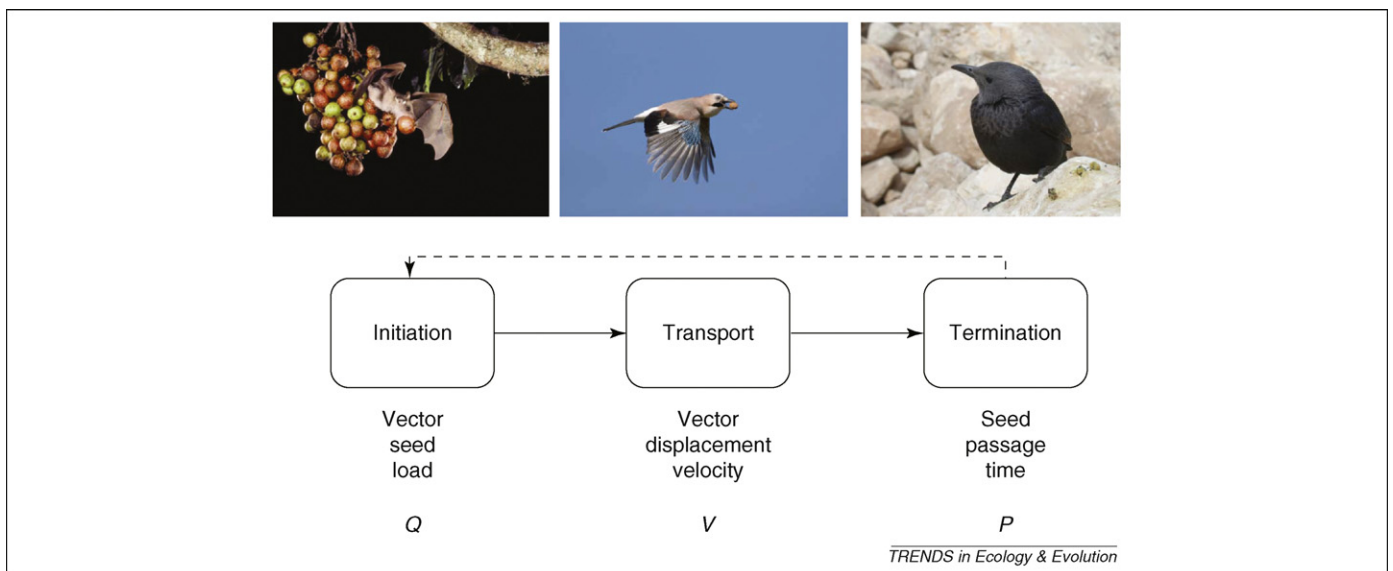 Initiation
Transport
Termination
Vector
seed
load
Vector
displacement
velocity
Seed
passage
time
Q
V
P
TRENDS in Ecology & Evolution